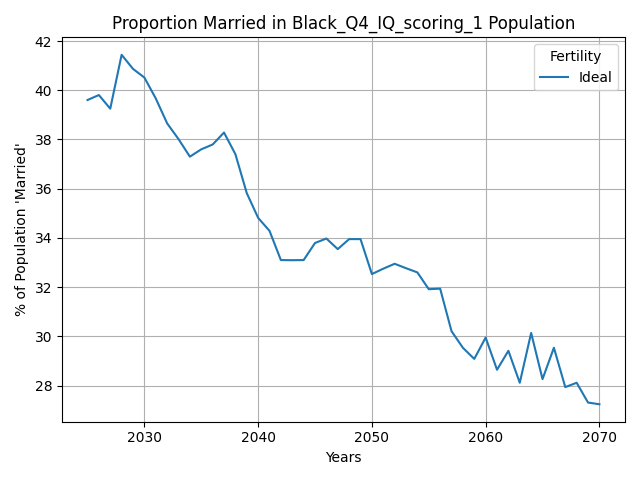 Proportion Married in Black_Q4_IQ_scoring_1 Population
% of Population 'Married'
42
40
38
36
34
32
30
28
Fertility
Ideal
2030 2040 2050 2060 2070
Years